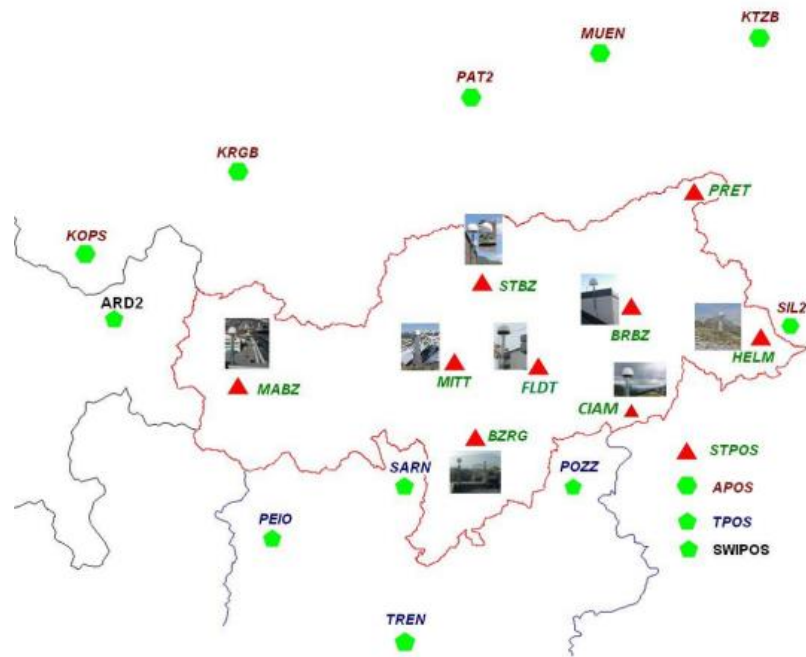 KTZB
MUEN
PAT2
KRGB
PRET
KOPS
STBZ
ARD2
SIL2
BRBZ
HELM
MABZ
MITT
FLDT
CIAM
BZRG
STPOS
SARN
POZZ
APOS
PEIO
TPOS
SWIPOS
TREN